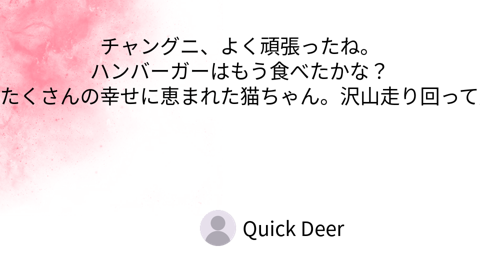 チャングニ、よく頑張ったね。
ハンバーガーはもう食べたかな？
たくさんの幸せに恵まれた猫ちゃん。沢山走り回って
Quick Deer